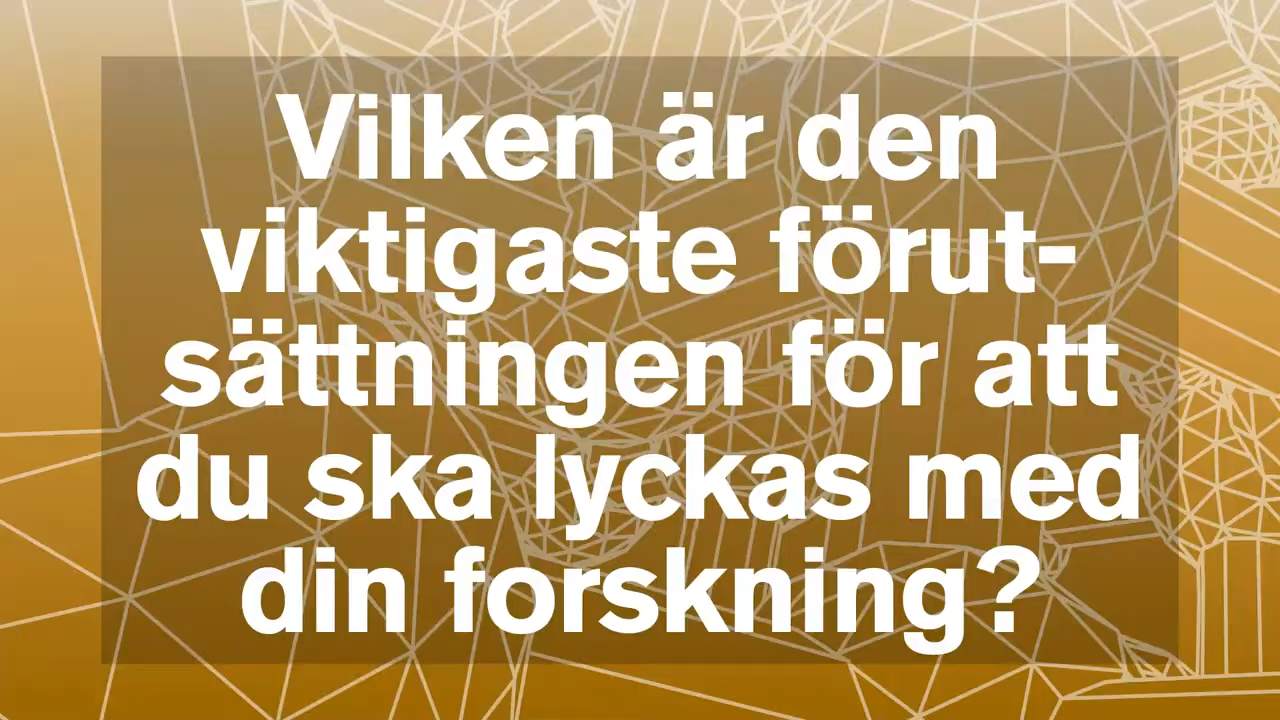 Vilken är den
viktigaste förut-
sättningen för att
du ska lyckas med
din forskning?